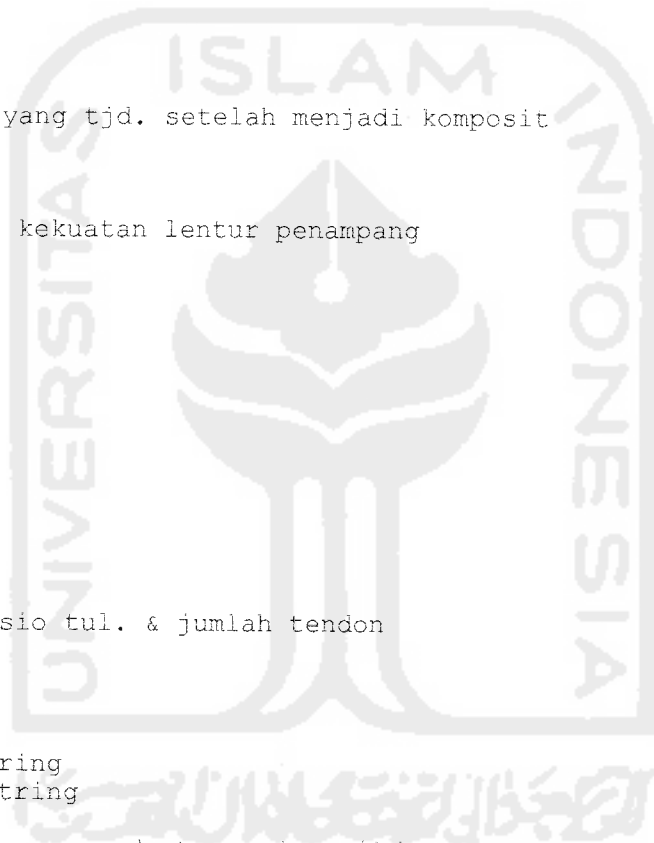 ISLAM
UNIVERSITAS
INDONESIA
yang tjd. setelah menjadi komposit
kekuatan lentur penampang
sio tul. & jumlah tendon
ring
tring